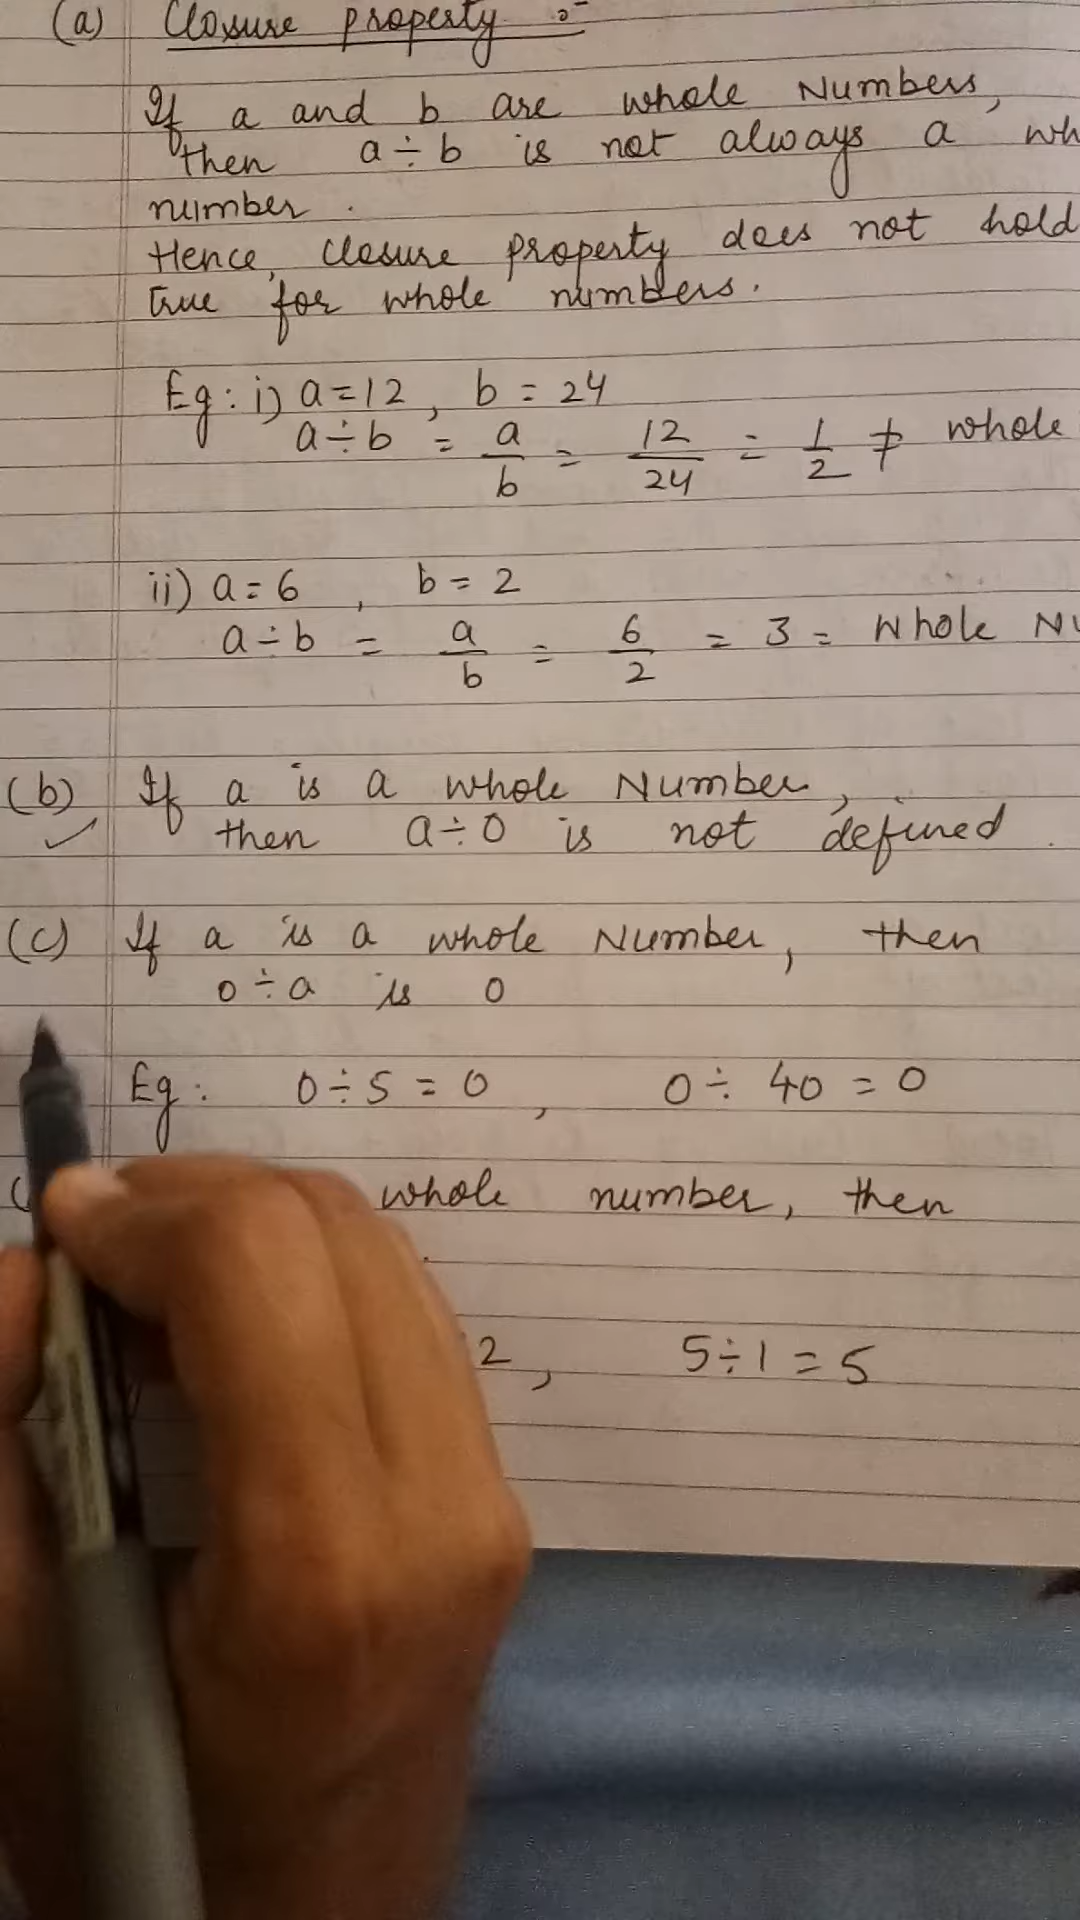 (a) Closure property :-
If a and b are whole Numbers,
then a ÷ b is not always a wh
number.
Hence, Closure property does not hold
true for whole numbers.
Eg: i) a = 12, b = 24
a ÷ b = a/b = 12/24 = 1/2 ≠ whole
ii) a = 6, b = 2
a ÷ b = a/b = 6/2 = 3 = Whole Nu
(b) If a is a whole Number,
then a ÷ 0 is not defined.
(c) If a is a whole Number, then
0 ÷ a is 0
Eg: 0 ÷ 5 = 0, 0 ÷ 40 = 0
whole number, then
2, 5 ÷ 1 = 5